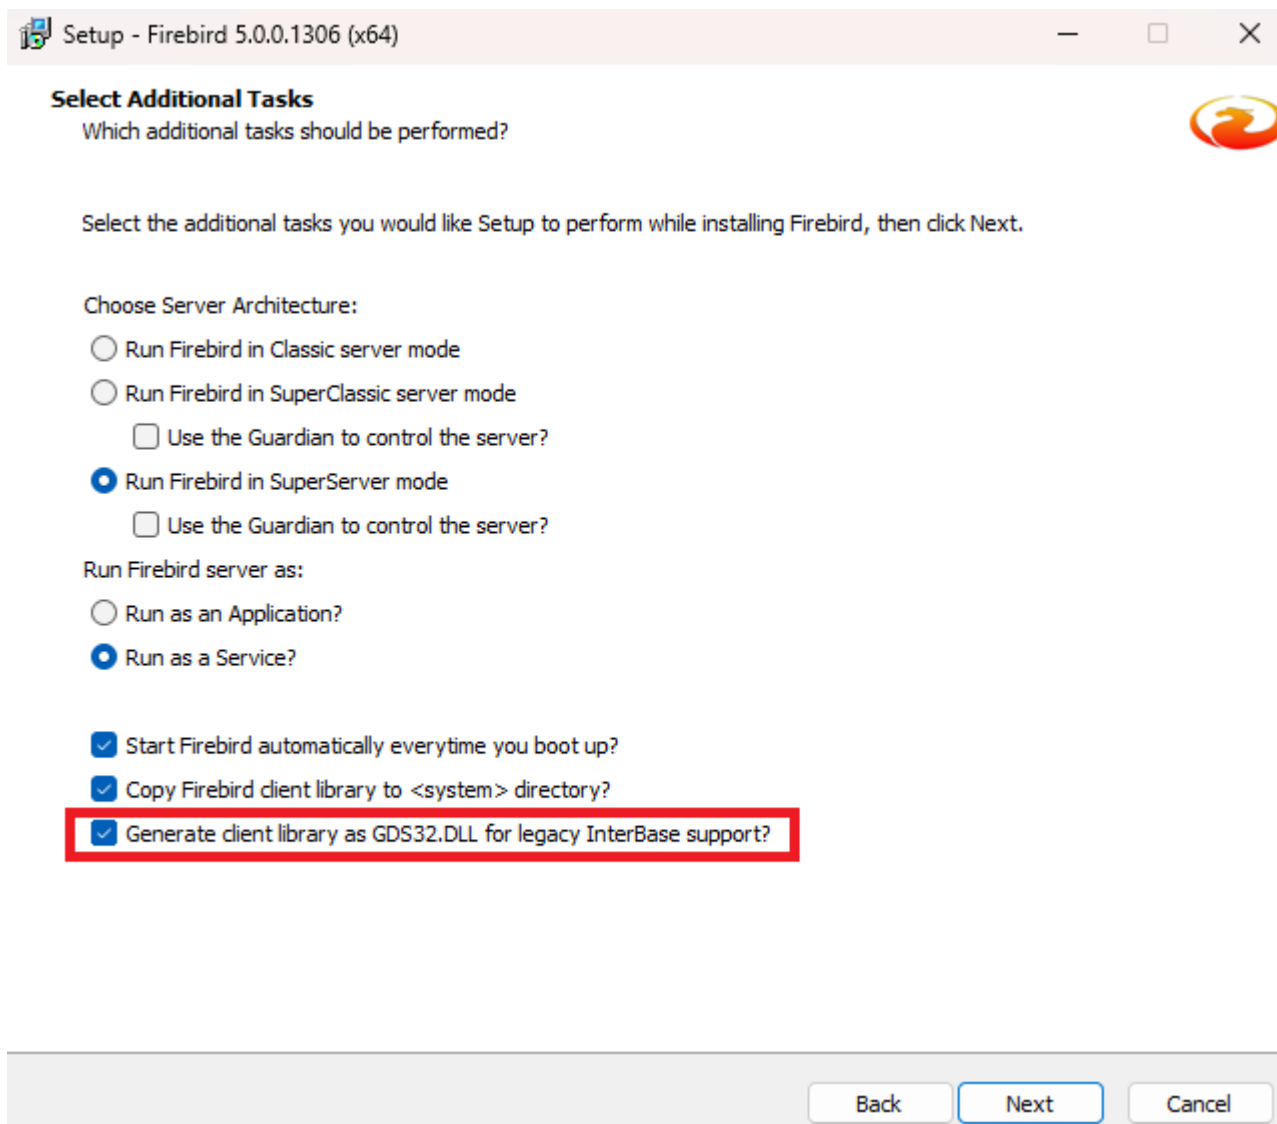 Setup - Firebird 5.0.0.1306 (x64)
Select Additional Tasks
Which additional tasks should be performed?
Select the additional tasks you would like Setup to perform while installing Firebird, then click Next.
Choose Server Architecture:
Run Firebird in Classic server mode
Run Firebird in SuperClassic server mode
Use the Guardian to control the server?
Run Firebird in SuperServer mode
Use the Guardian to control the server?
Run Firebird server as:
Run as an Application?
Run as a Service?
Start Firebird automatically everytime you boot up?
Copy Firebird client library to <system> directory?
Generate client library as GDS32.DLL for legacy InterBase support?
Back Next Cancel